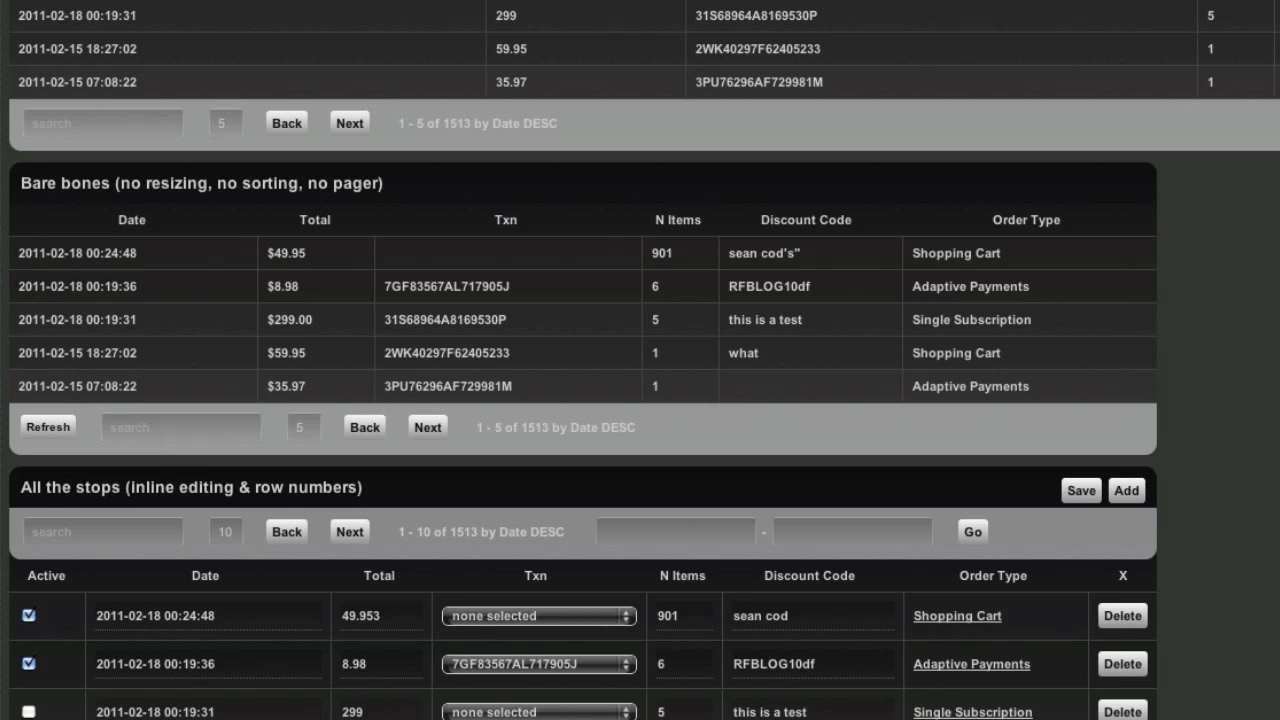 2011-02-18 00:19:31 299 31S68964A8169530P 5
2011-02-15 18:27:02 59.95 2WK40297F62405233 1
2011-02-15 07:08:22 35.97 3PU76296AF729981M 1
search 5 Back Next 1 - 5 of 1513 by Date DESC
Bare bones (no resizing, no sorting, no pager)
Date Total Txn N Items Discount Code Order Type
2011-02-18 00:24:48 $49.95 901 sean cod's" Shopping Cart
2011-02-18 00:19:36 $8.98 7GF83567AL717905J 6 RFBLOG10df Adaptive Payments
2011-02-18 00:19:31 $299.00 31S68964A8169530P 5 this is a test Single Subscription
2011-02-15 18:27:02 $59.95 2WK40297F62405233 1 what Shopping Cart
2011-02-15 07:08:22 $35.97 3PU76296AF729981M 1 Adaptive Payments
Refresh search 5 Back Next 1 - 5 of 1513 by Date DESC
All the stops (inline editing & row numbers) Save Add
search 10 Back Next 1 - 10 of 1513 by Date DESC - Go
Active Date Total Txn N Items Discount Code Order Type X
2011-02-18 00:24:48 49.953 none selected 901 sean cod Shopping Cart Delete
2011-02-18 00:19:36 8.98 7GF83567AL717905J 6 RFBLOG10df Adaptive Payments Delete
2011-02-18 00:19:31 299 none selected 5 this is a test Single Subscription Delete